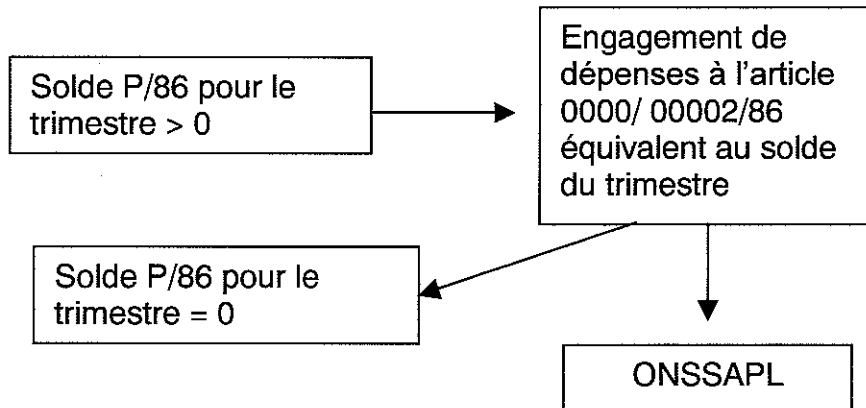 Solde P/86 pour le
trimestre > 0
Engagement de
dépenses à l'article
0000/ 00002/86
équivalent au solde
du trimestre
Solde P/86 pour le
trimestre = 0
ONSSAPL